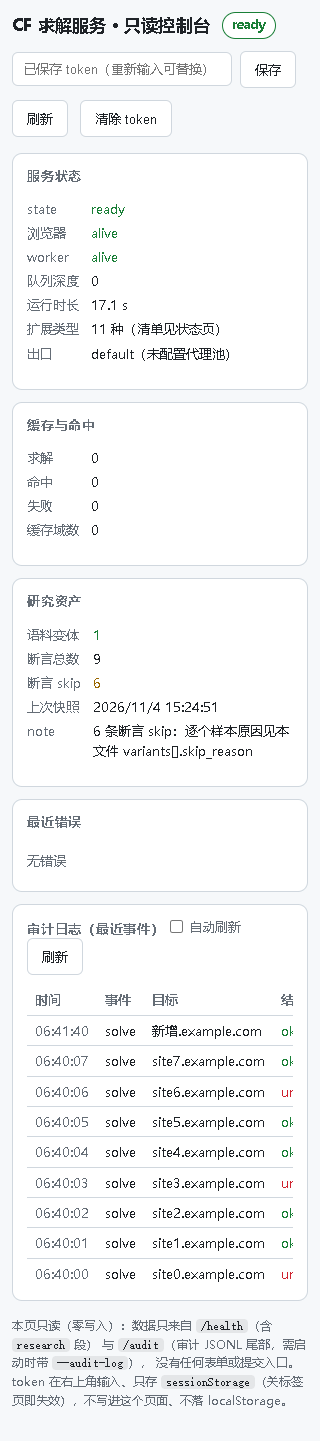 CF 求解服务 · 只读控制台 ready
已保存 token（重新输入可替换） 保存
刷新 清除 token
服务状态
state ready
浏览器 alive
worker alive
队列深度 0
运行时长 17.1 s
扩展类型 11 种（清单见状态页）
出口 default（未配置代理池）
缓存与命中
求解 0
命中 0
失败 0
缓存域数 0
研究资产
语料变体 1
断言总数 9
断言 skip 6
上次快照 2026/11/4 15:24:51
note 6 条断言 skip：逐个样本原因见本
文件 variants[].skip_reason
最近错误
无错误
审计日志（最近事件） 自动刷新
刷新
时间 事件 目标 结
06:41:40 solve 新增.example.com ok
06:40:07 solve site7.example.com ok
06:40:06 solve site6.example.com ur
06:40:05 solve site5.example.com ok
06:40:04 solve site4.example.com ok
06:40:03 solve site3.example.com ur
06:40:02 solve site2.example.com ok
06:40:01 solve site1.example.com ok
06:40:00 solve site0.example.com ur
本页只读（零写入）：数据只来自 /health（含
research 段）与 /audit（审计 JSONL 尾部，需启
动时带 --audit-log），没有任何表单或提交入口。
token 在右上角输入、只存 sessionStorage（关标签
页即失效），不写进这个页面、不落 localStorage。